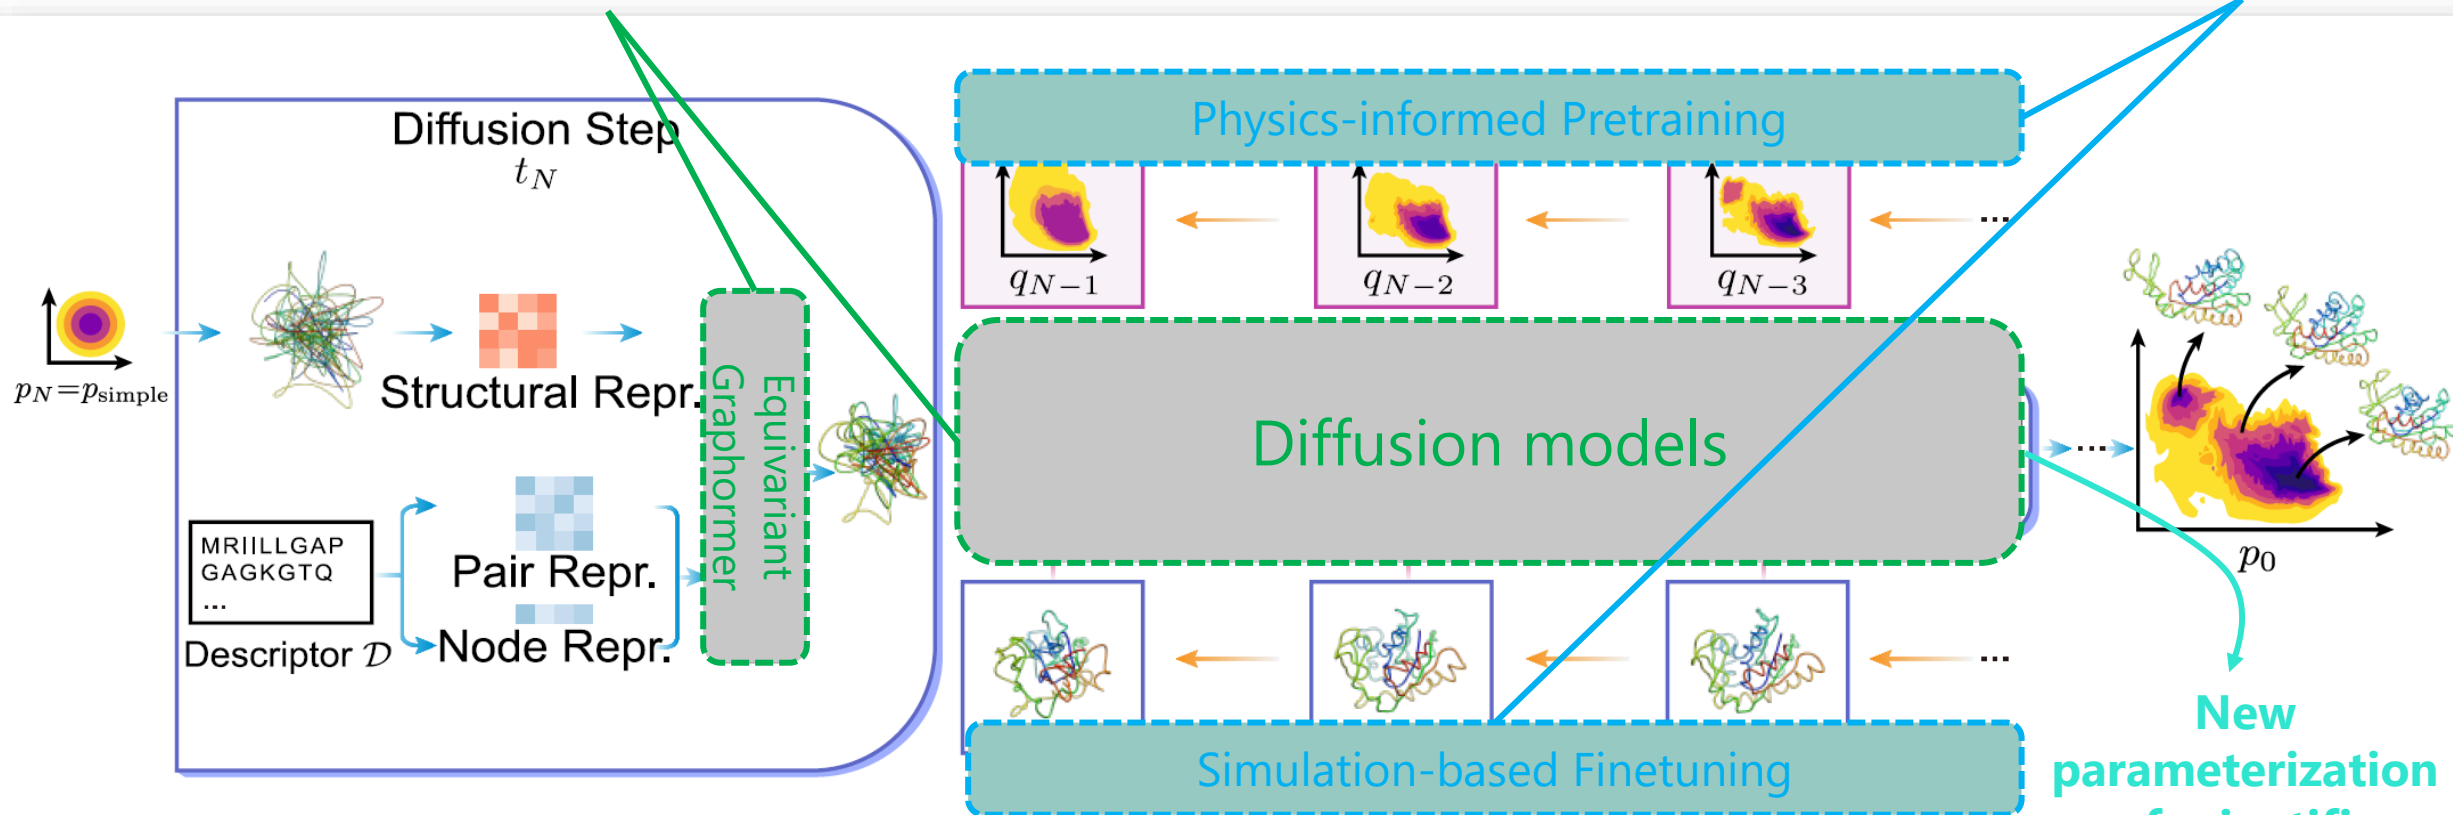 Diffusion Step
t_N
p_N=p_simple
Structural Repr.
MRIILLGAP
GAGKGTQ
...
Descriptor 𝒟
Pair Repr.
Node Repr.
Equivariant
Graphormer
Physics-informed Pretraining
q_{N-1}
q_{N-2}
q_{N-3}
...
Diffusion models
...
p_0
...
Simulation-based Finetuning
New
parameterization